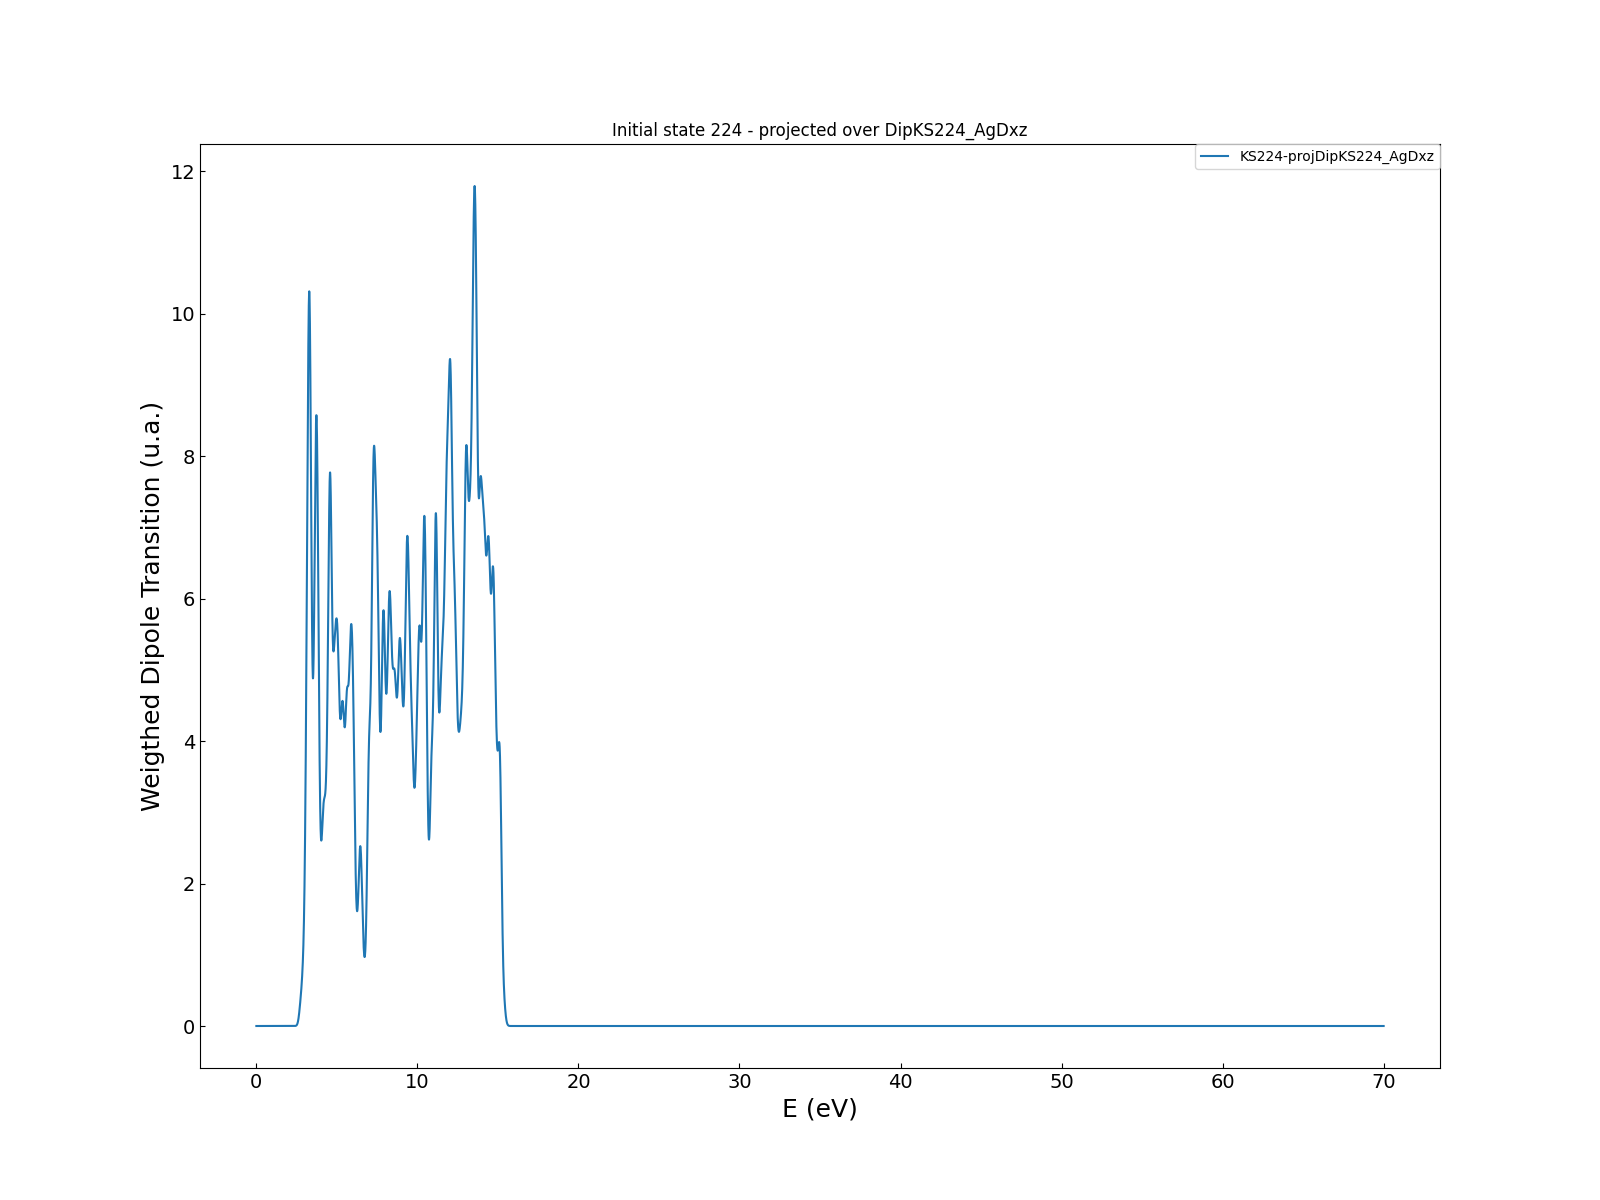 Initial state 224 - projected over DipKS224_AgDxz
KS224-projDipKS224_AgDxz
Weigthed Dipole Transition (u.a.)
12
10
8
6
4
2
0
0 10 20 30 40 50 60 70
E (eV)